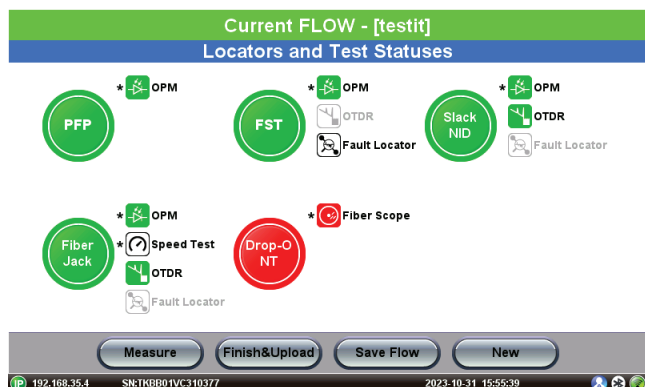 Current FLOW - [testit]
Locators and Test Statuses
PFP
* OPM
FST
* OPM
OTDR
Fault Locator
Slack
NID
* OPM
OTDR
Fault Locator
Fiber
Jack
* OPM
* Speed Test
OTDR
Fault Locator
Drop-O
NT
* Fiber Scope
Measure
Finish&Upload
Save Flow
New
IP 192.168.35.4 SN:TKBB01VC310377 2023-10-31 15:55:39